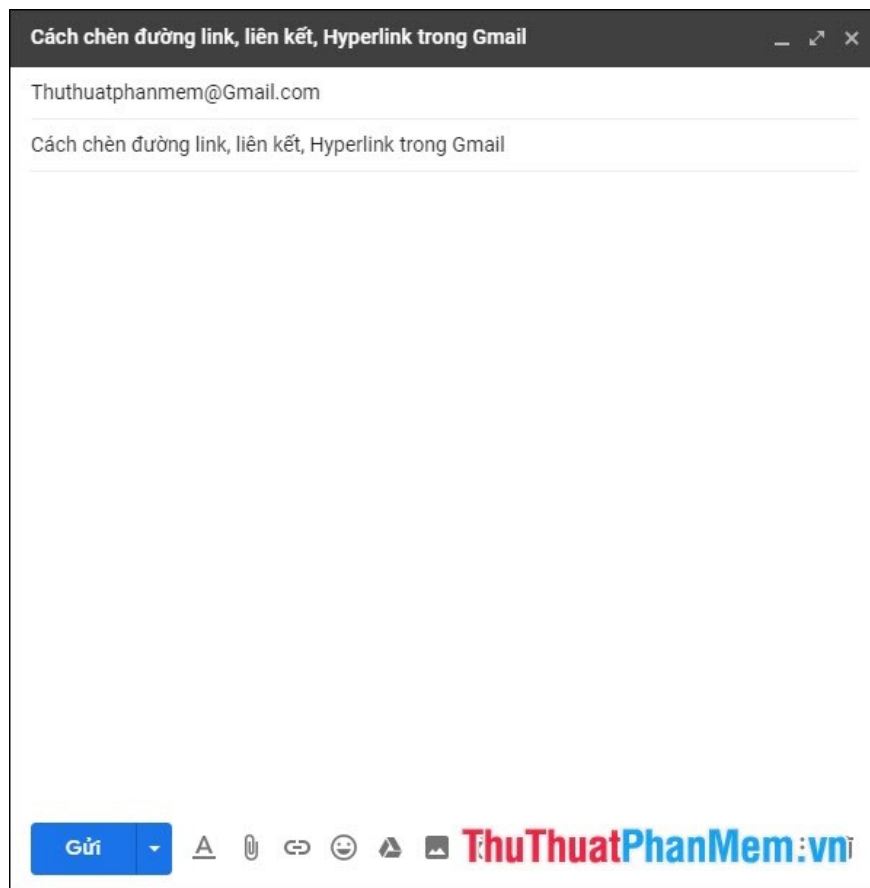 Cách chèn đường link, liên kết, Hyperlink trong Gmail
Thuthuatphanmem@Gmail.com
Cách chèn đường link, liên kết, Hyperlink trong Gmail
Gửi
ThuThuatPhanMem.vn